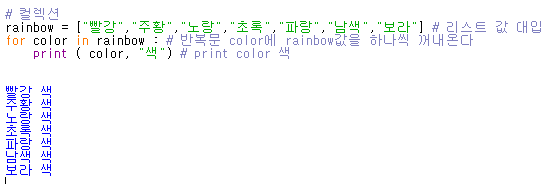 # 컬렉션
rainbow = ["빨강","주황","노랑","초록","파랑","남색","보라"] # 리스트 값 대입
for color in rainbow : # 반복문 color에 rainbow값을 하나씩 꺼내온다
print ( color, "색") # print color 색
빨강 색
주황 색
노랑 색
초록 색
파랑 색
남색 색
보라 색